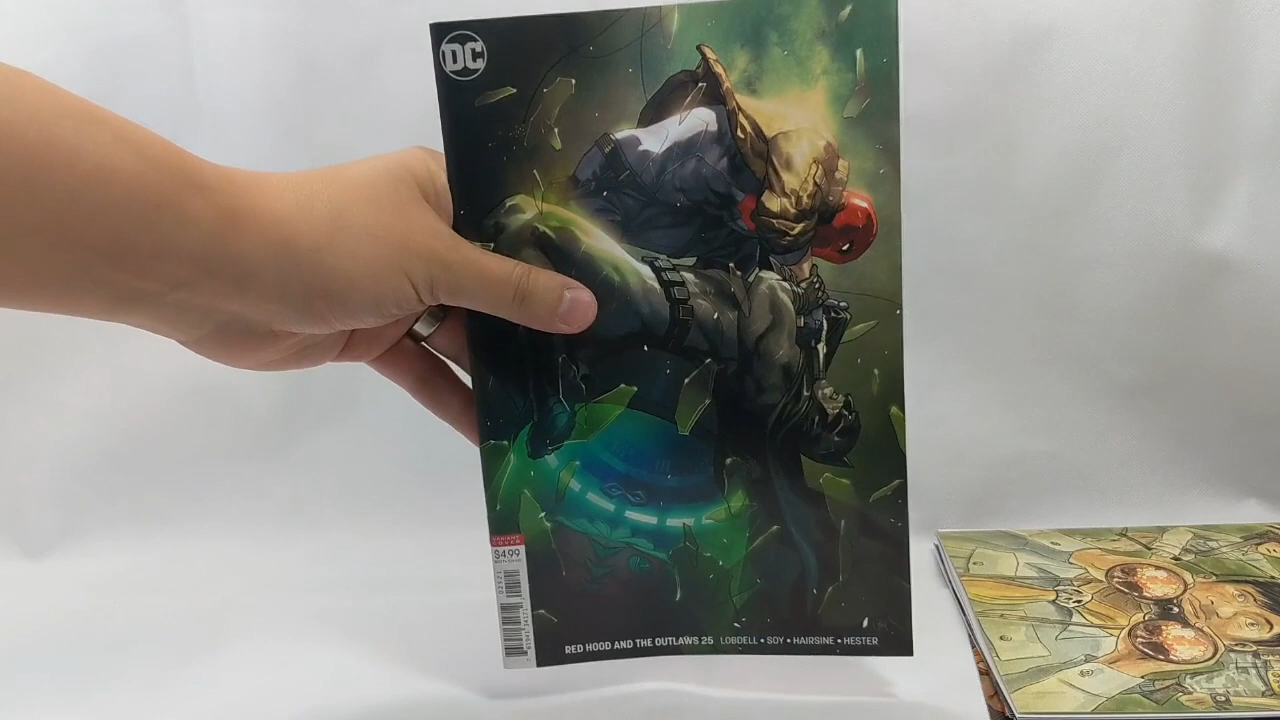 DC
VARIANT
COVER
$4.99
RED HOOD AND THE OUTLAWS 25 LOBDELL • SOY • HAIRSINE • HESTER